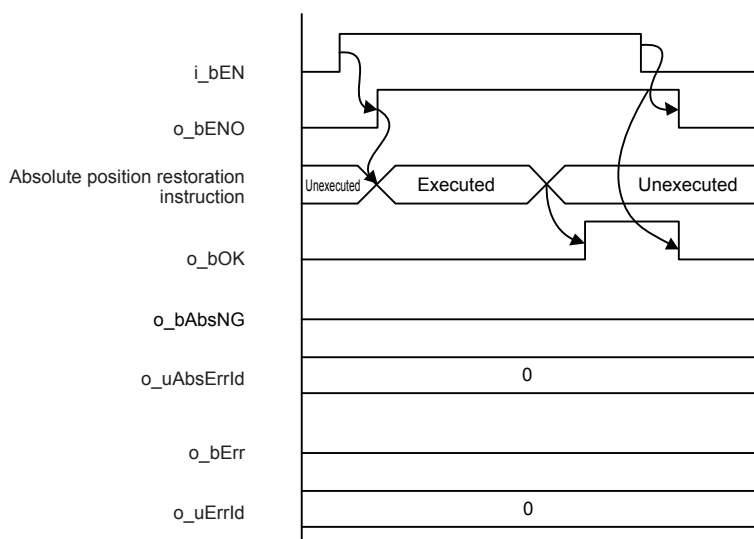 i_bEN
o_bENO
Absolute position restoration
instruction
Unexecuted
Executed
Unexecuted
o_bOK
o_bAbsNG
o_uAbsErrId
0
o_bErr
o_uErrId
0